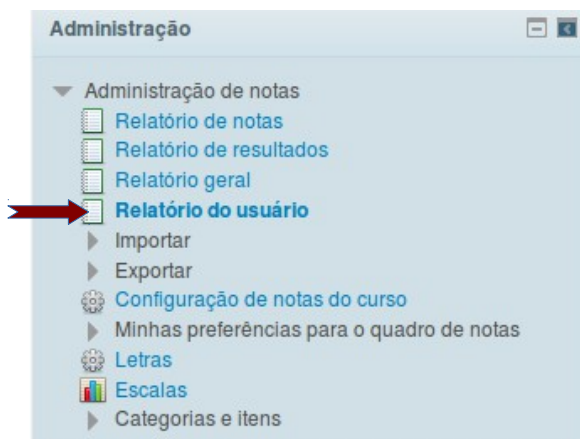 Administração
Administração de notas
Relatório de notas
Relatório de resultados
Relatório geral
Relatório do usuário
Importar
Exportar
Configuração de notas do curso
Minhas preferências para o quadro de notas
Letras
Escalas
Categorias e itens